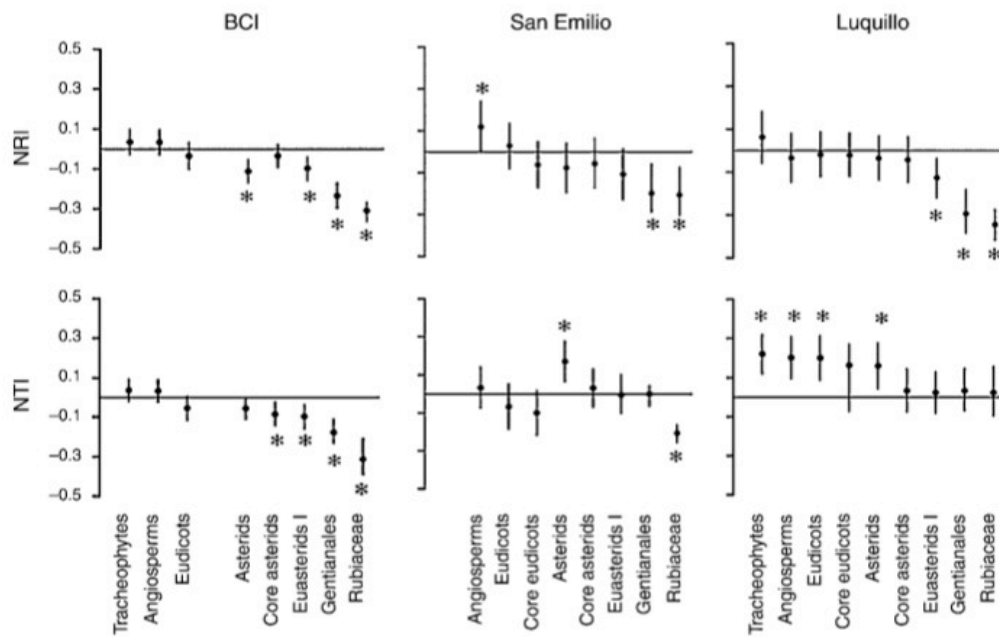 BCI San Emilio Luquillo
NRI
0.5
0.3
0.1
−0.1
−0.3
−0.5
* * * *
* * *
* * *
NTI
0.5
0.3
0.1
−0.1
−0.3
−0.5
* * * *
* *
* * * *
Tracheophytes
Angiosperms
Eudicots
Asterids
Core asterids
Euasterids I
Gentianales
Rubiaceae
Angiosperms
Eudicots
Core eudicots
Asterids
Core asterids
Euasterids I
Gentianales
Rubiaceae
Tracheophytes
Angiosperms
Eudicots
Core eudicots
Asterids
Core asterids
Euasterids I
Gentianales
Rubiaceae